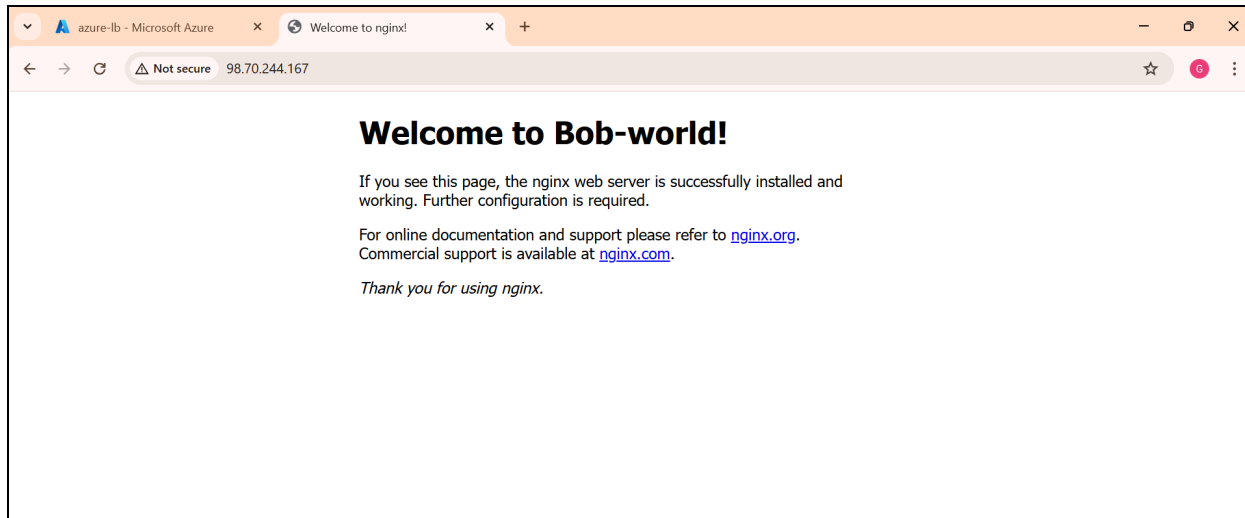 azure-lb - Microsoft Azure
Welcome to nginx!
Not secure
98.70.244.167
G
Welcome to Bob-world!
If you see this page, the nginx web server is successfully installed and
working. Further configuration is required.
For online documentation and support please refer to nginx.org.
Commercial support is available at nginx.com.
Thank you for using nginx.